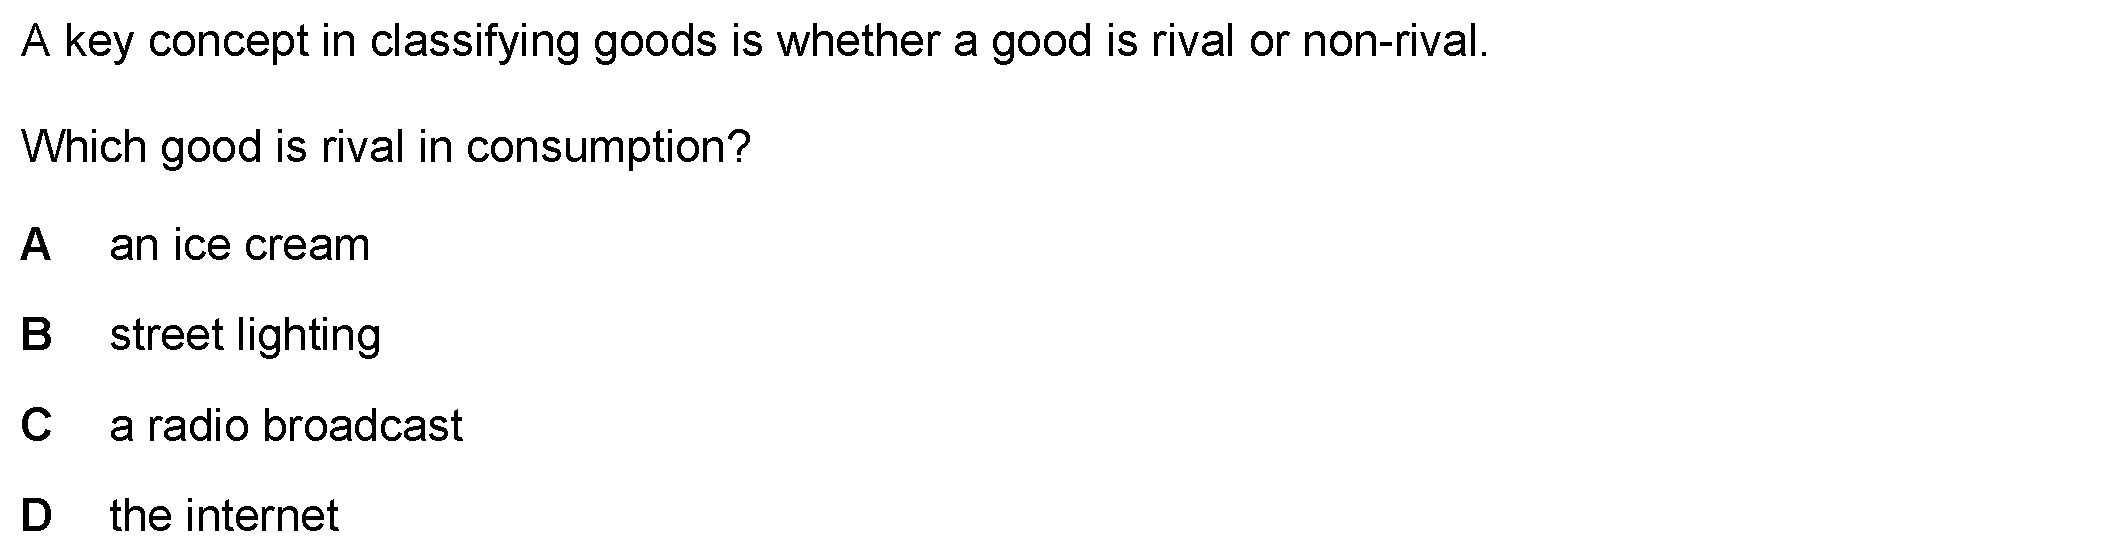 A key concept in classifying goods is whether a good is rival or non-rival.
Which good is rival in consumption?
A an ice cream
B street lighting
C a radio broadcast
D the internet